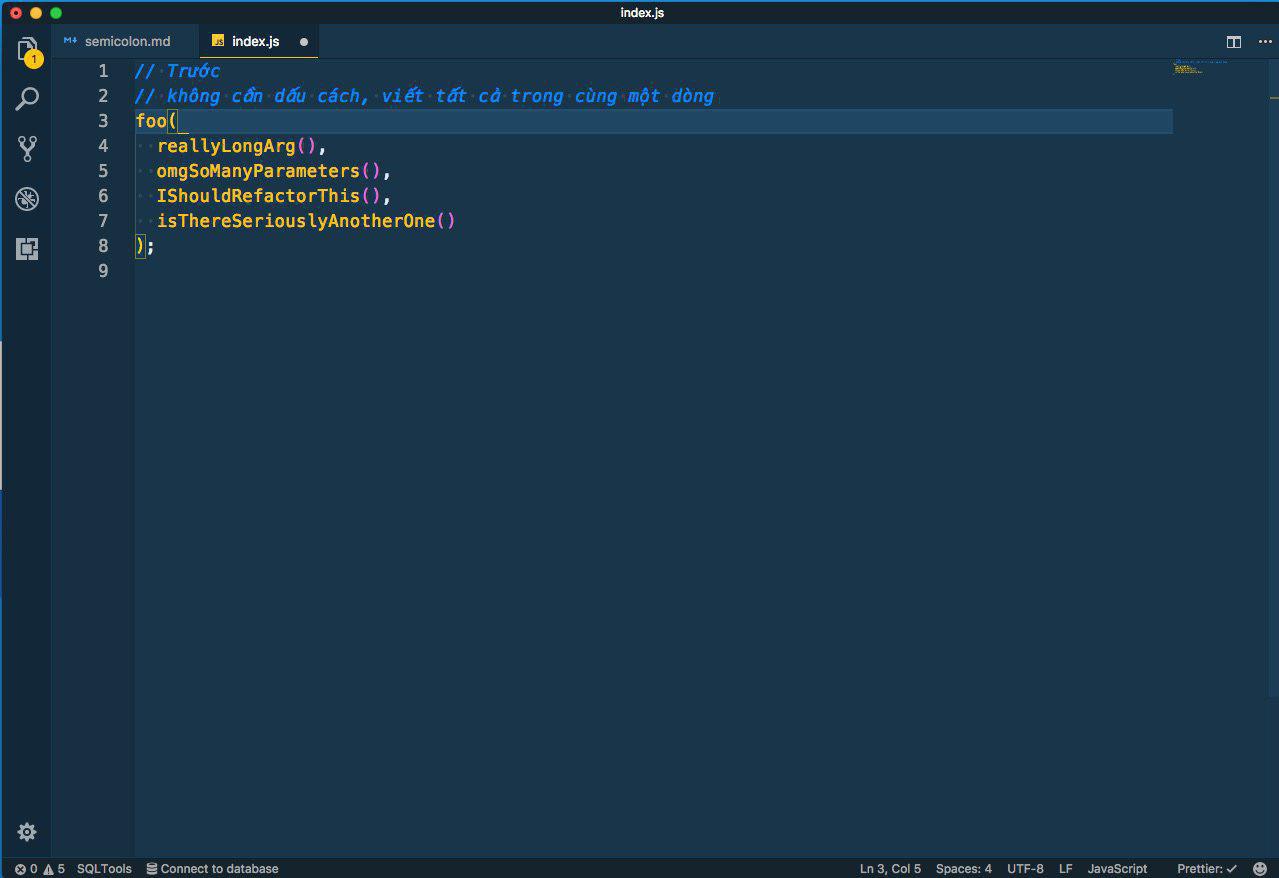 index.js
semicolon.md
index.js
1
1 // Trước
2 // không cần dấu cách, viết tất cả trong cùng một dòng
3 foo(
4 reallyLongArg(),
5 omgSoManyParameters(),
6 IShouldRefactorThis(),
7 isThereSeriouslyAnotherOne()
8 );
9
0 5 SQLTools Connect to database Ln 3, Col 5 Spaces: 4 UTF-8 LF JavaScript Prettier: ✓